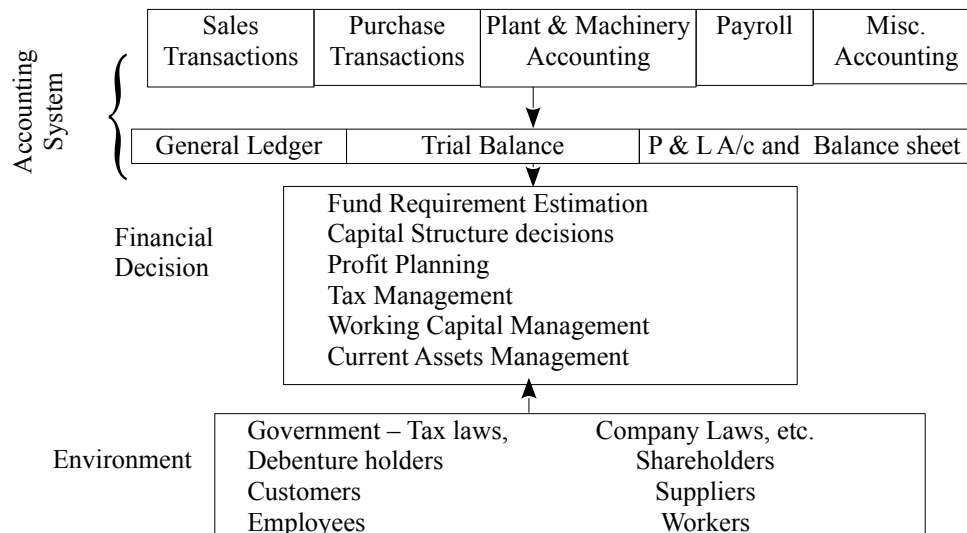 Sales Transactions
Purchase Transactions
Plant & Machinery Accounting
Payroll
Misc. Accounting
Accounting System
General Ledger
Trial Balance
P & L A/c and Balance sheet
Financial Decision
Fund Requirement Estimation
Capital Structure decisions
Profit Planning
Tax Management
Working Capital Management
Current Assets Management
Environment
Government – Tax laws, Company Laws, etc.
Debenture holders Shareholders
Customers Suppliers
Employees Workers